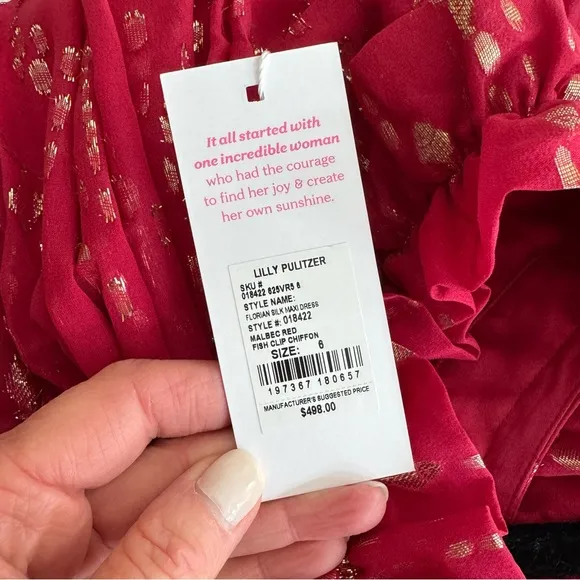 It all started with
one incredible woman
who had the courage
to find her joy & create
her own sunshine.
LILLY PULITZER
SKU #
018422 625VR5 6
STYLE NAME:
FLORIAN SILK MAXI DRESS
STYLE #: 018422
MALBEC RED
FISH CLIP CHIFFON
SIZE: 6
197367 180657
MANUFACTURER'S SUGGESTED PRICE
$498.00